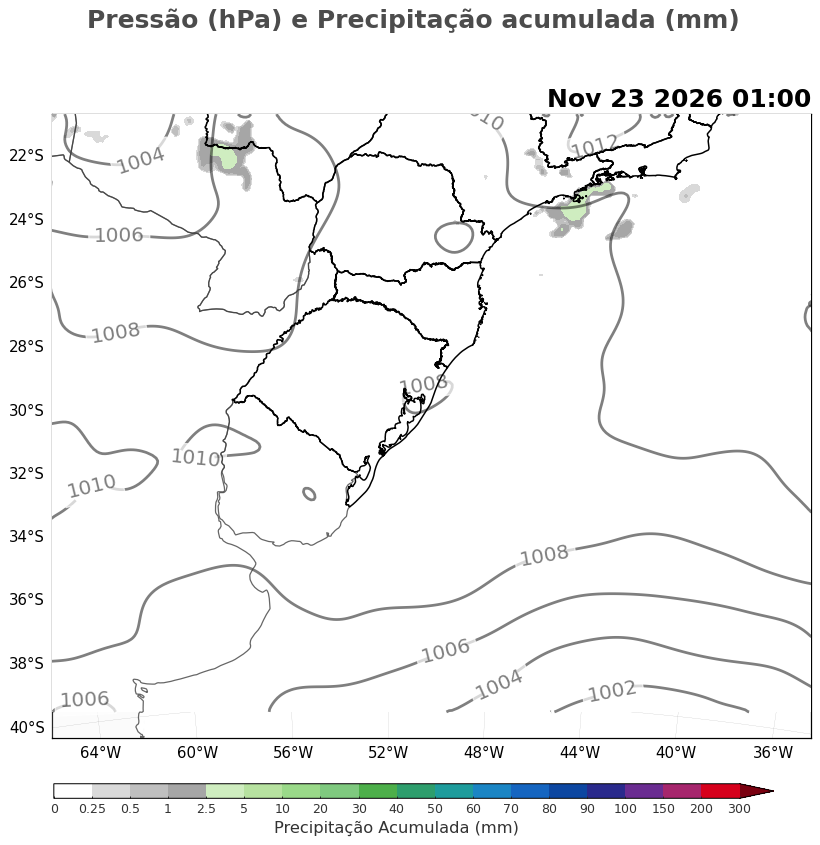 Pressão (hPa) e Precipitação acumulada (mm)
Nov 23 2026 01:00
1004
1012
1006
1008
1008
1010
1010
1008
1006
1004
1002
1006
22°S
24°S
26°S
28°S
30°S
32°S
34°S
36°S
38°S
40°S
64°W 60°W 56°W 52°W 48°W 44°W 40°W 36°W
0 0.25 0.5 1 2.5 5 10 20 30 40 50 60 70 80 90 100 150 200 300
Precipitação Acumulada (mm)